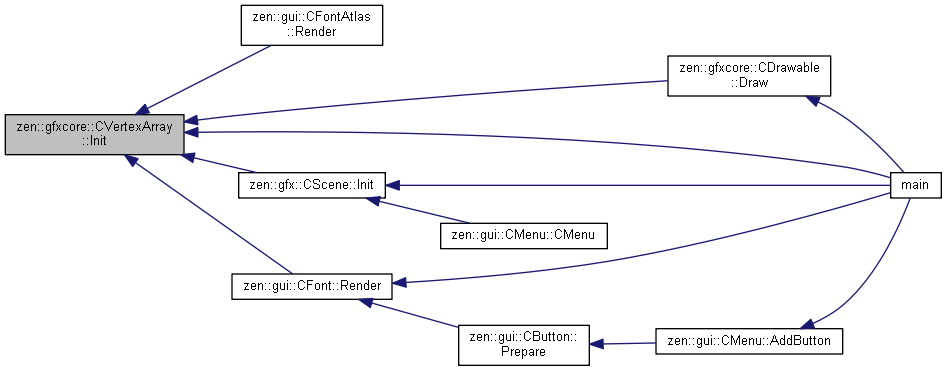 zen::gui::CFontAtlas
::Render
zen::gfxcore::CDrawable
::Draw
zen::gfxcore::CVertexArray
::Init
zen::gfx::CScene::Init
main
zen::gui::CMenu::CMenu
zen::gui::CFont::Render
zen::gui::CButton::
Prepare
zen::gui::CMenu::AddButton